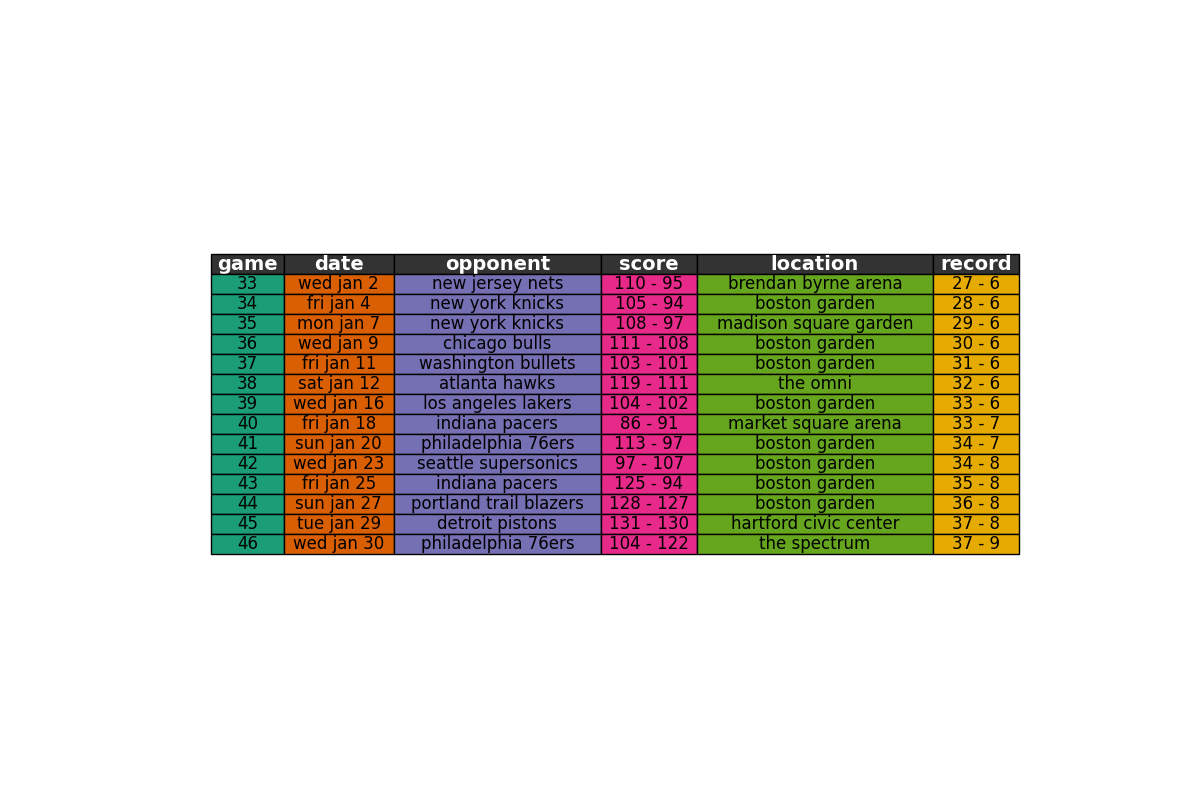 game date opponent score location record
33 wed jan 2 new jersey nets 110 - 95 brendan byrne arena 27 - 6
34 fri jan 4 new york knicks 105 - 94 boston garden 28 - 6
35 mon jan 7 new york knicks 108 - 97 madison square garden 29 - 6
36 wed jan 9 chicago bulls 111 - 108 boston garden 30 - 6
37 fri jan 11 washington bullets 103 - 101 boston garden 31 - 6
38 sat jan 12 atlanta hawks 119 - 111 the omni 32 - 6
39 wed jan 16 los angeles lakers 104 - 102 boston garden 33 - 6
40 fri jan 18 indiana pacers 86 - 91 market square arena 33 - 7
41 sun jan 20 philadelphia 76ers 113 - 97 boston garden 34 - 7
42 wed jan 23 seattle supersonics 97 - 107 boston garden 34 - 8
43 fri jan 25 indiana pacers 125 - 94 boston garden 35 - 8
44 sun jan 27 portland trail blazers 128 - 127 boston garden 36 - 8
45 tue jan 29 detroit pistons 131 - 130 hartford civic center 37 - 8
46 wed jan 30 philadelphia 76ers 104 - 122 the spectrum 37 - 9